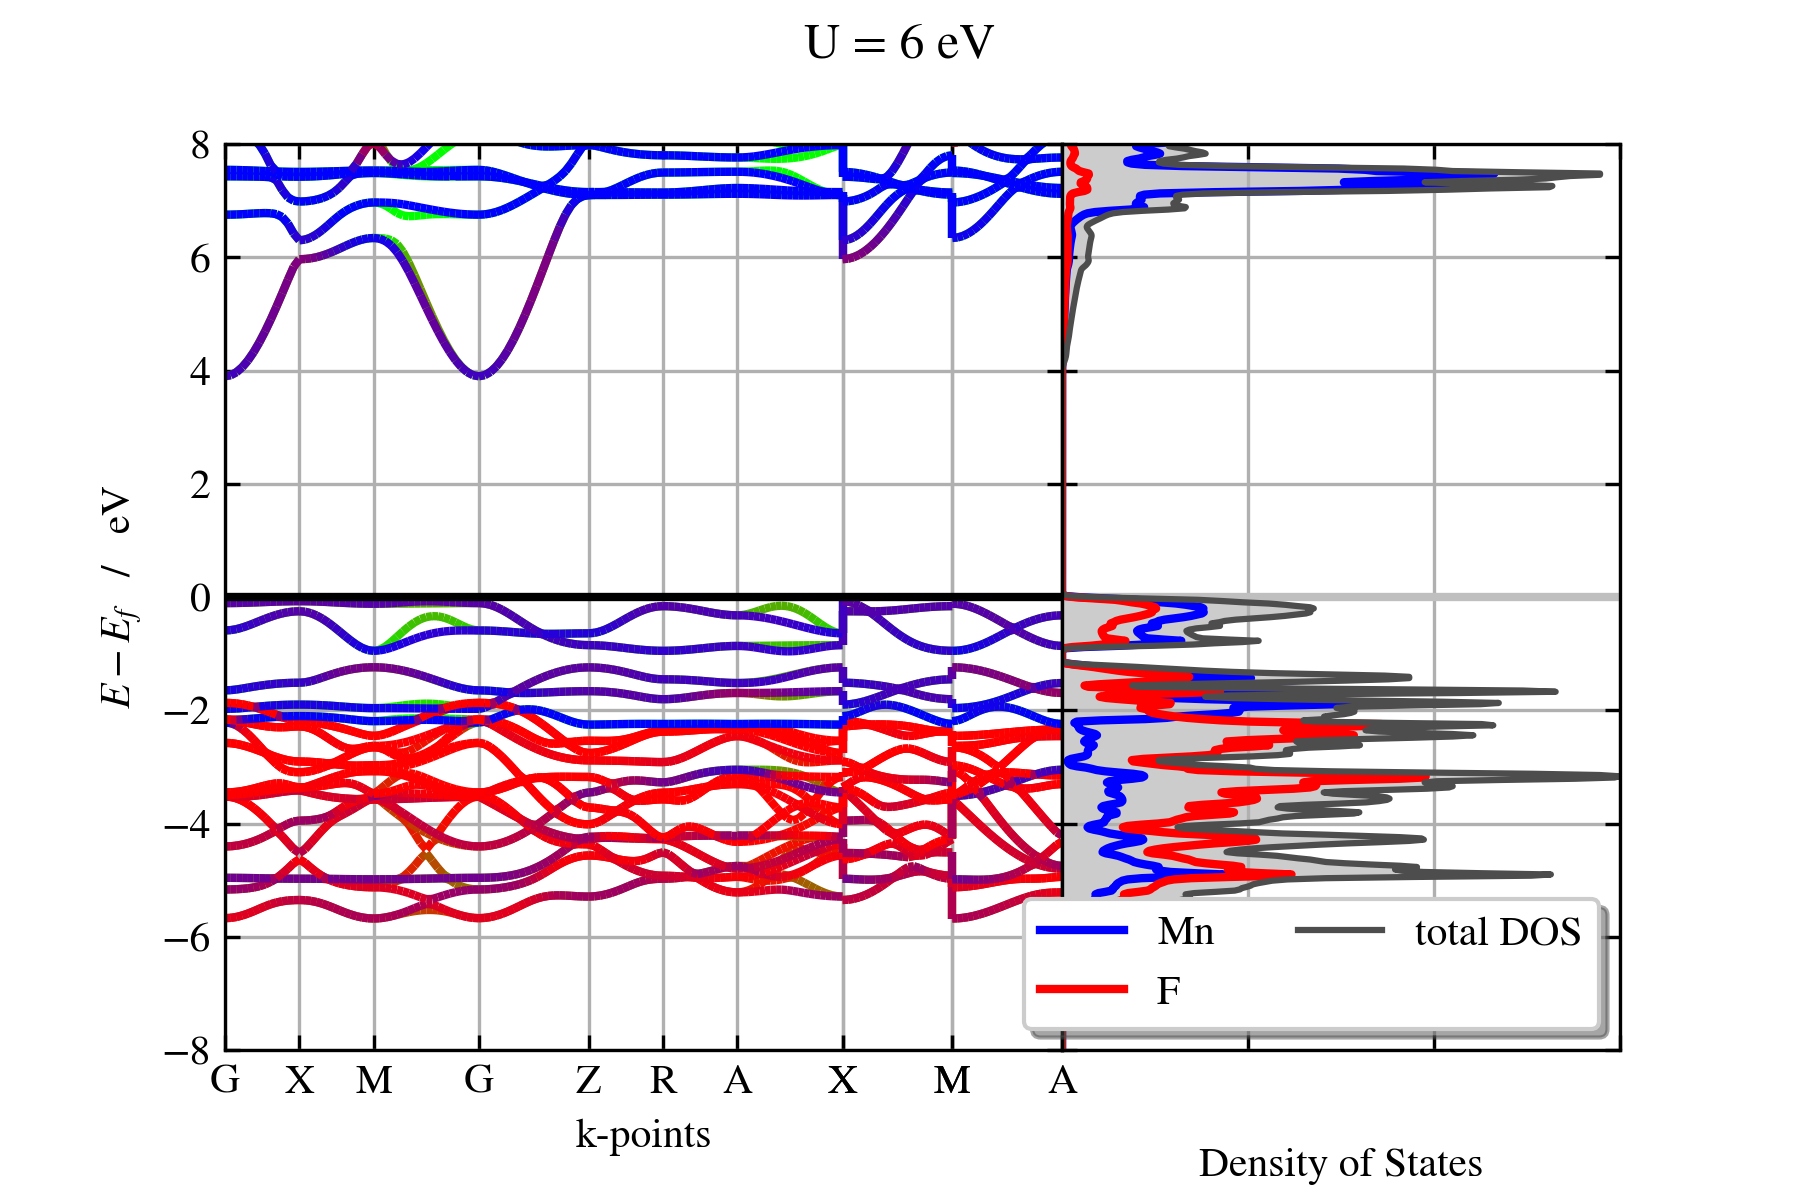 U = 6 eV
8
6
4
2
0
−2
−4
−6
−8
E − E_f / eV
G X M G Z R A X M A
k-points
Mn
F
total DOS
Density of States